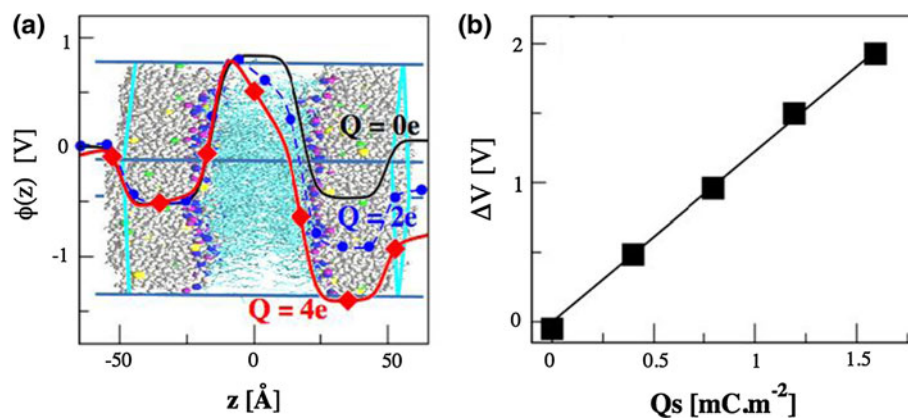 (a)
1
0
-1
ϕ(z) [V]
Q = 0e
Q = 2e
Q = 4e
-50
0
50
z [Å]
(b)
2
1
0
ΔV [V]
0
0.5
1
1.5
Qs [mC.m-2]